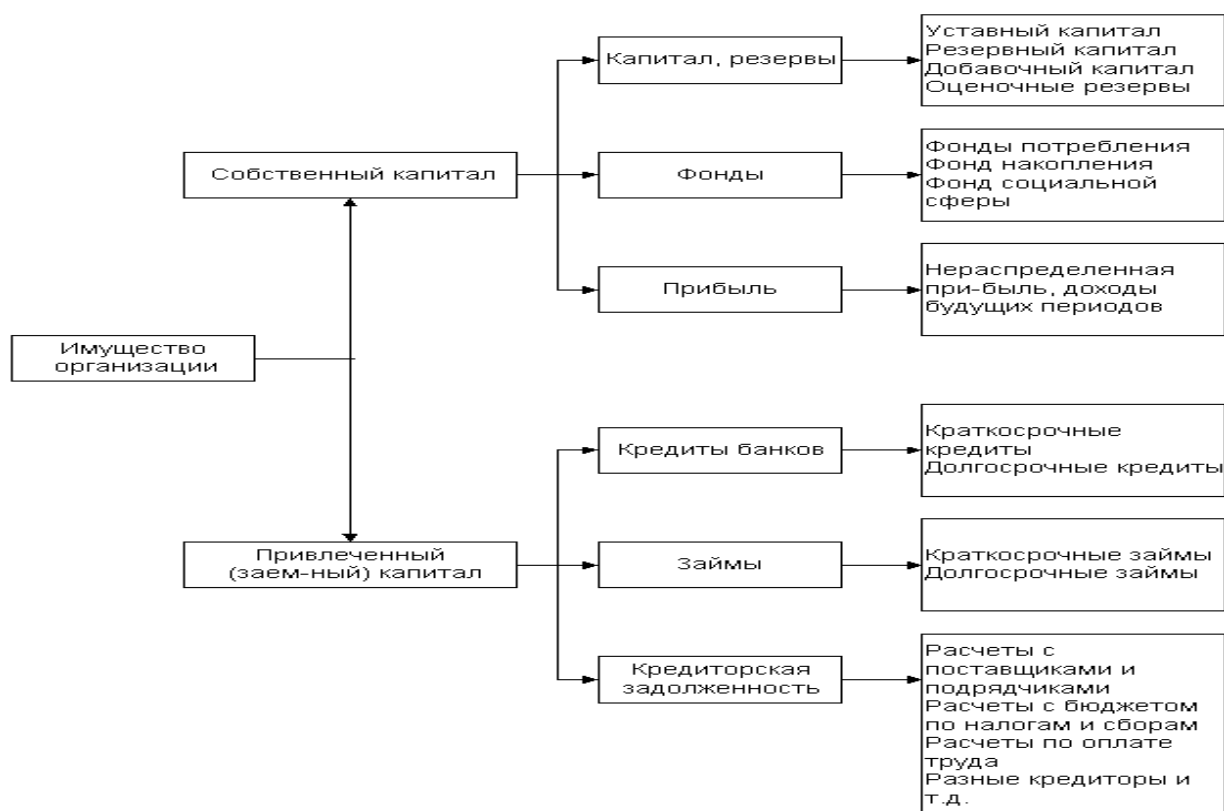 Капитал, резервы
Уставный капитал
Резервный капитал
Добавочный капитал
Оценочные резервы
Собственный капитал
Фонды
Фонды потребления
Фонд накопления
Фонд социальной
сферы
Прибыль
Нераспределенная
при-быль, доходы
будущих периодов
Имущество
организации
Кредиты банков
Краткосрочные
кредиты
Долгосрочные кредиты
Привлеченный
(заем-ный) капитал
Займы
Краткосрочные займы
Долгосрочные займы
Кредиторская
задолженность
Расчеты с
поставщиками и
подрядчиками
Расчеты с бюджетом
по налогам и сборам
Расчеты по оплате
труда
Разные кредиторы и
т.д.